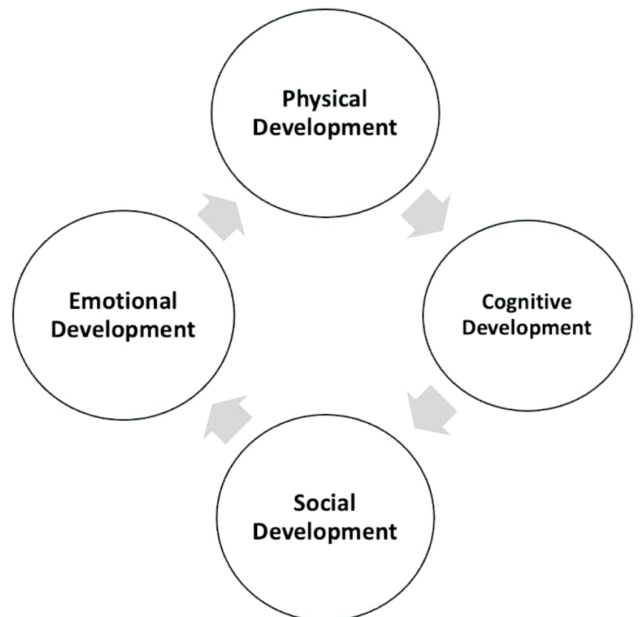 Physical
Development
Emotional
Development
Cognitive
Development
Social
Development